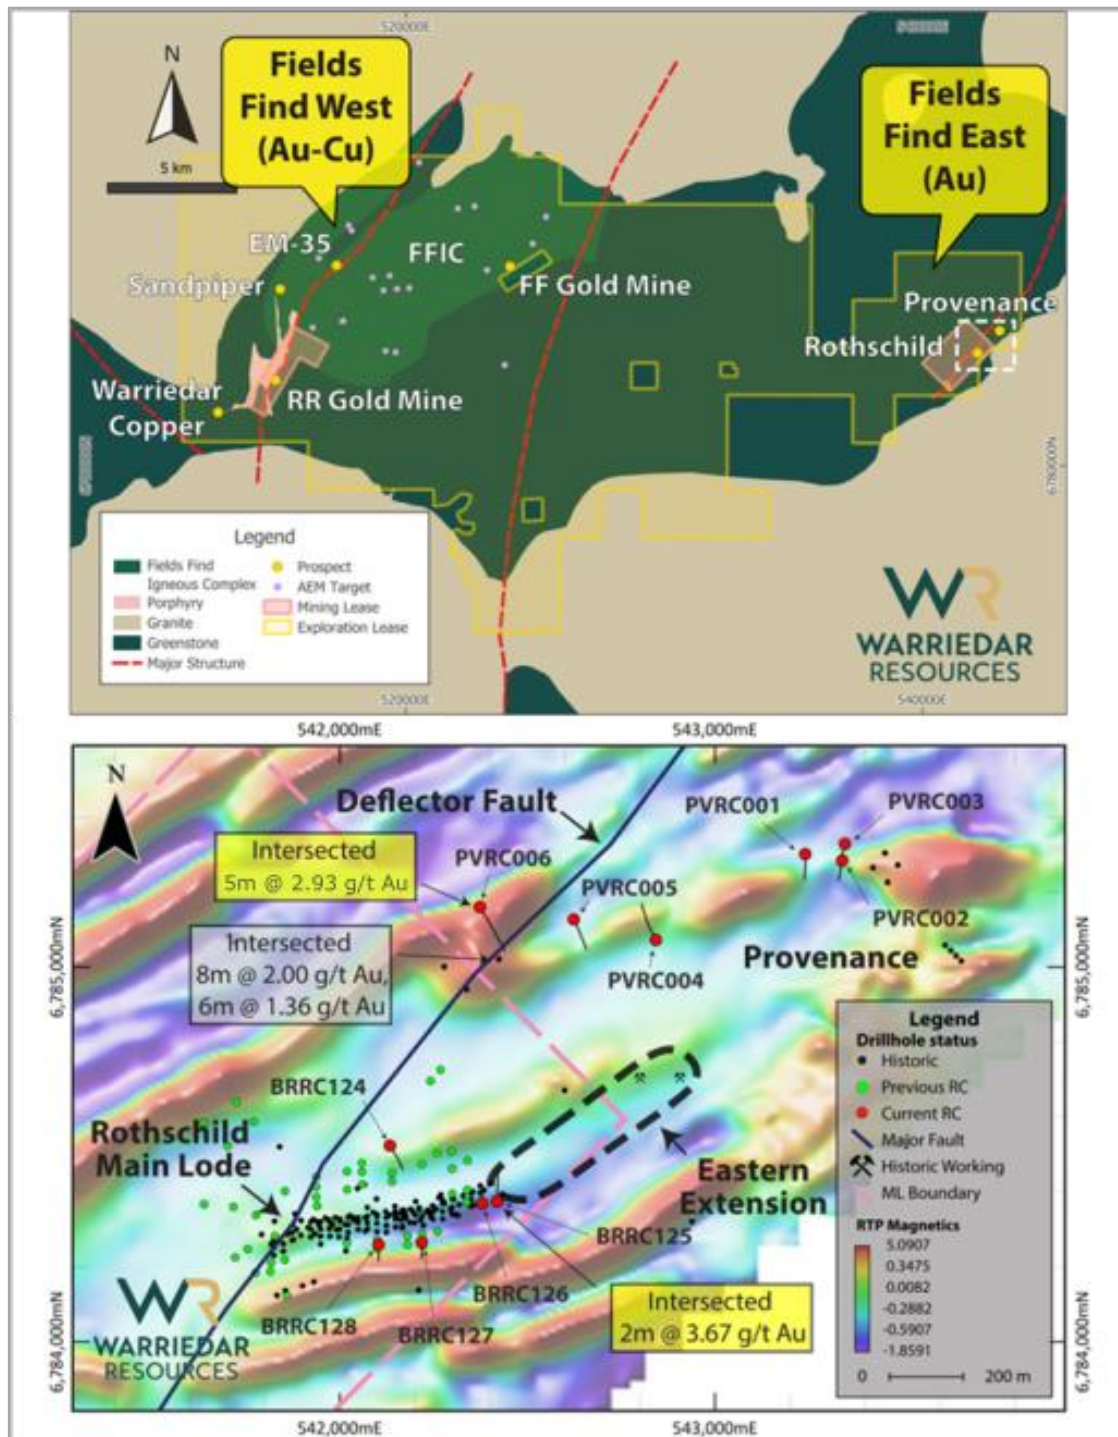 520000E
540000E
N
5 km
Fields
Find West
(Au-Cu)
Fields
Find East
(Au)
EM-35
FFIC
Sandpiper
FF Gold Mine
Provenance
Rothschild
Warriedar
Copper
RR Gold Mine
6780000N
6780000N
Legend
Fields Find
Igneous Complex
Porphyry
Granite
Greenstone
Major Structure
Prospect
AEM Target
Mining Lease
Exploration Lease
WR
WARRIEDAR
RESOURCES
520000E
540000E
542,000mE
543,000mE
N
Deflector Fault
PVRC001
PVRC003
Intersected
5m @ 2.93 g/t Au
PVRC006
PVRC005
PVRC002
Intersected
8m @ 2.00 g/t Au,
6m @ 1.36 g/t Au
PVRC004
Provenance
6,785,000mN
6,785,000mN
BRRC124
Rothschild
Main Lode
Eastern
Extension
BRRC125
BRRC126
BRRC128
BRRC127
Intersected
2m @ 3.67 g/t Au
Legend
Drillhole status
Historic
Previous RC
Current RC
Major Fault
Historic Working
ML Boundary
RTP Magnetics
5.0907
0.3475
0.0082
-0.2882
-0.5907
-1.8591
0
200 m
WR
WARRIEDAR
RESOURCES
6,784,000mN
6,784,000mN
542,000mE
543,000mE